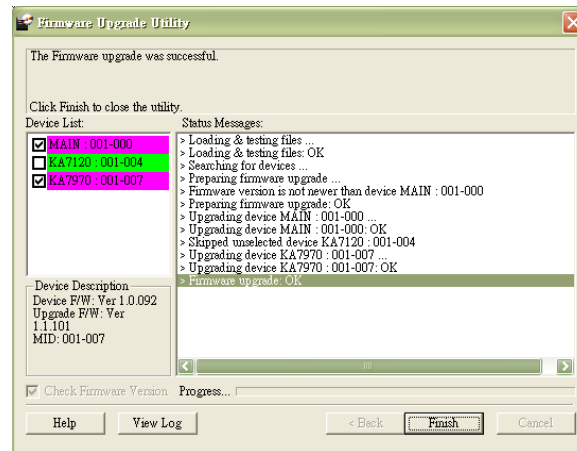 Firmware Upgrade Utility
The Firmware upgrade was successful.
Click Finish to close the utility.
Device List:
MAIN : 001-000
KA7120 : 001-004
KA7970 : 001-007
Status Messages:
> Loading & testing files ...
> Loading & testing files: OK
> Searching for devices ...
> Preparing firmware upgrade ...
> Firmware version is not newer than device MAIN : 001-000
> Preparing firmware upgrade: OK
> Upgrading device MAIN : 001-000 ...
> Upgrading device MAIN : 001-000: OK
> Skipped unselected device KA7120 : 001-004
> Upgrading device KA7970 : 001-007 ...
> Upgrading device KA7970 : 001-007: OK
> Firmware upgrade: OK
Device Description
Device F/W: Ver 1.0.092
Upgrade F/W: Ver
1.1.101
MID: 001-007
Check Firmware Version
Progress...
Help
View Log
< Back
Finish
Cancel